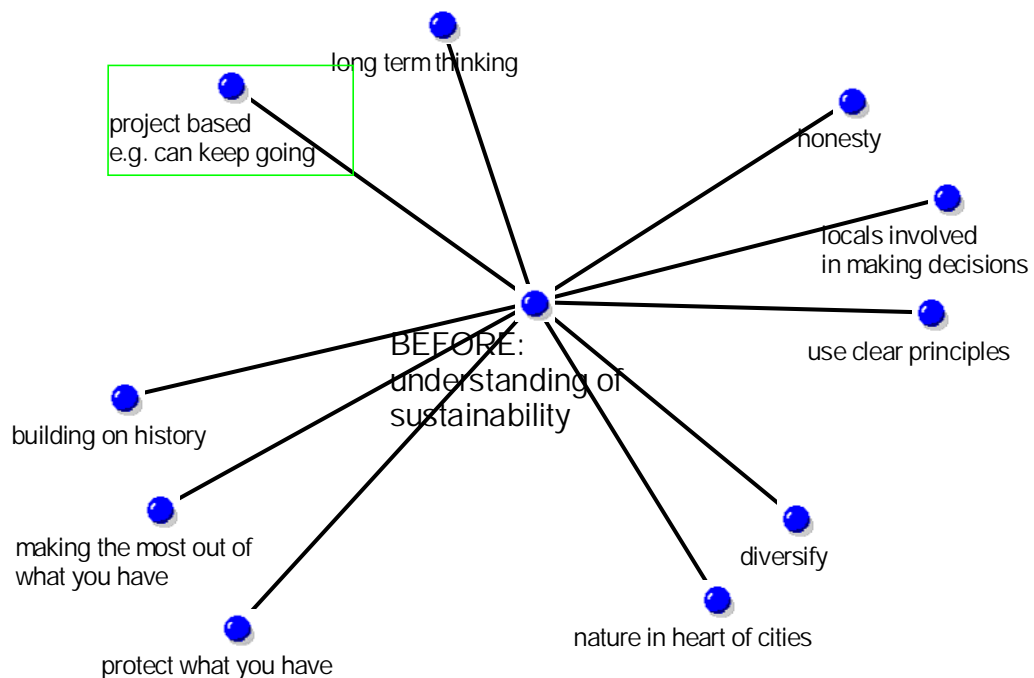 long term thinking
project based
e.g. can keep going
honesty
locals involved
in making decisions
use clear principles
BEFORE:
understanding of
sustainability
building on history
making the most out of
what you have
diversify
nature in heart of cities
protect what you have